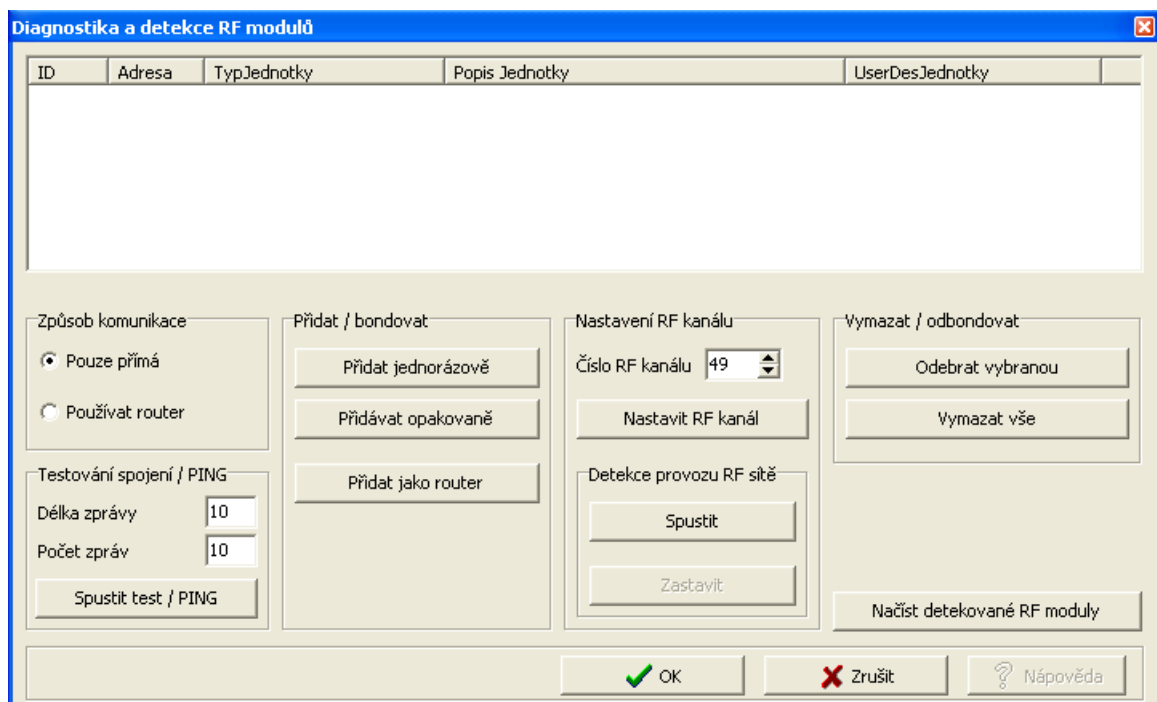 Diagnostika a detekce RF modulů
ID Adresa TypJednotky Popis Jednotky UserDesJednotky
Způsob komunikace
Pouze přímá
Používat router
Testování spojení / PING
Délka zprávy 10
Počet zpráv 10
Spustit test / PING
Přidat / bondovat
Přidat jednorázově
Přidávat opakovaně
Přidat jako router
Nastavení RF kanálu
Číslo RF kanálu 49
Nastavit RF kanál
Detekce provozu RF sítě
Spustit
Zastavit
Vymazat / odbondovat
Odebrat vybranou
Vymazat vše
Načíst detekované RF moduly
OK Zrušit Nápověda